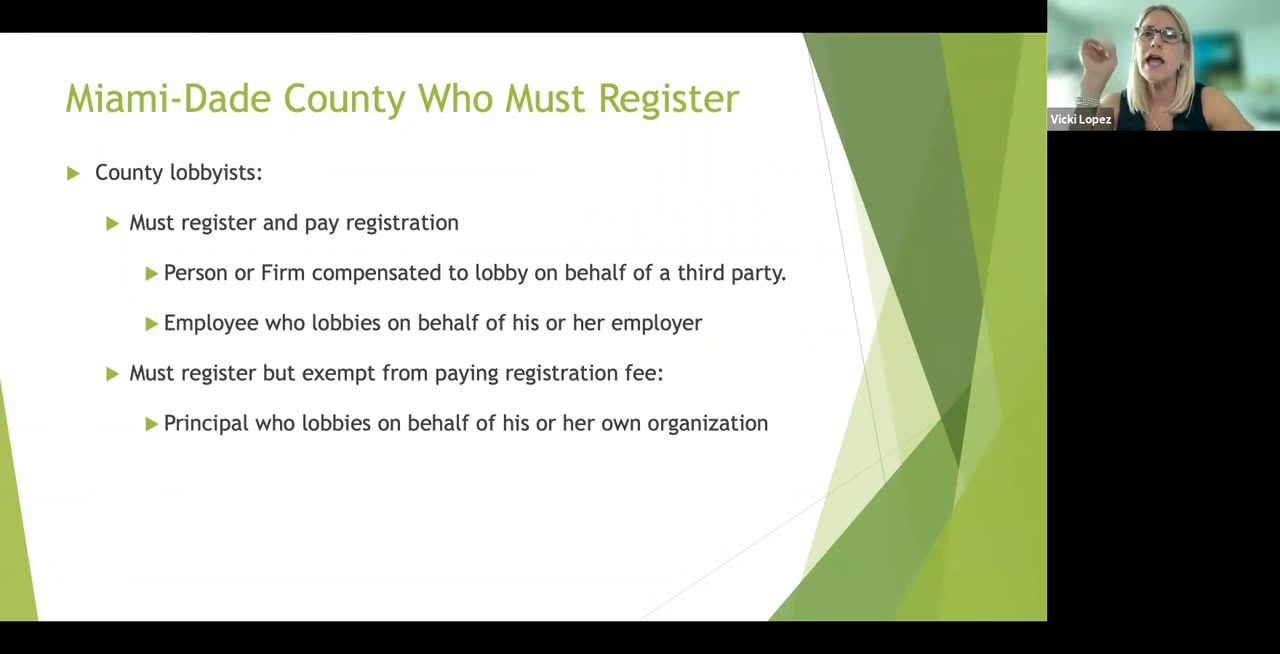 Miami-Dade County Who Must Register
County lobbyists:
Must register and pay registration
Person or Firm compensated to lobby on behalf of a third party.
Employee who lobbies on behalf of his or her employer
Must register but exempt from paying registration fee:
Principal who lobbies on behalf of his or her own organization
Vicki Lopez